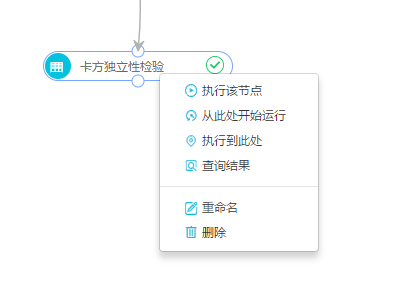 卡方独立性检验
执行该节点
从此处开始运行
执行到此处
查询结果
重命名
删除